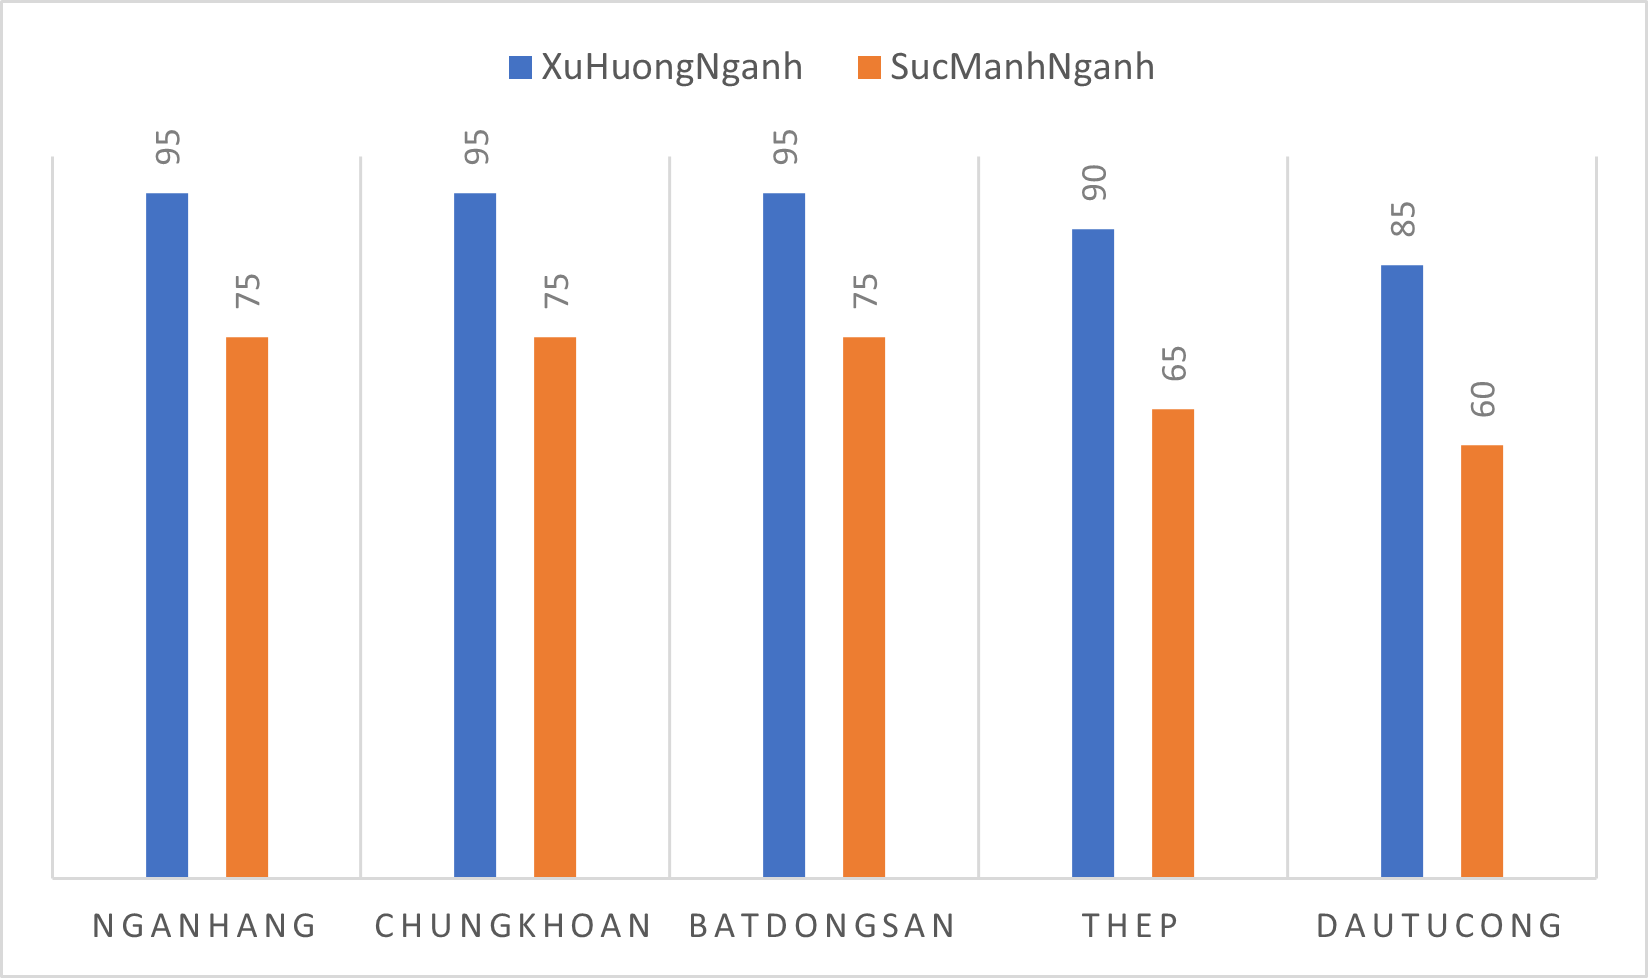 XuHuongNganh SucManhNganh
95 75 95 75 95 75 90 65 85 60
NGANHANG CHUNGKHOAN BATDONGSAN THEP DAUTUCONG